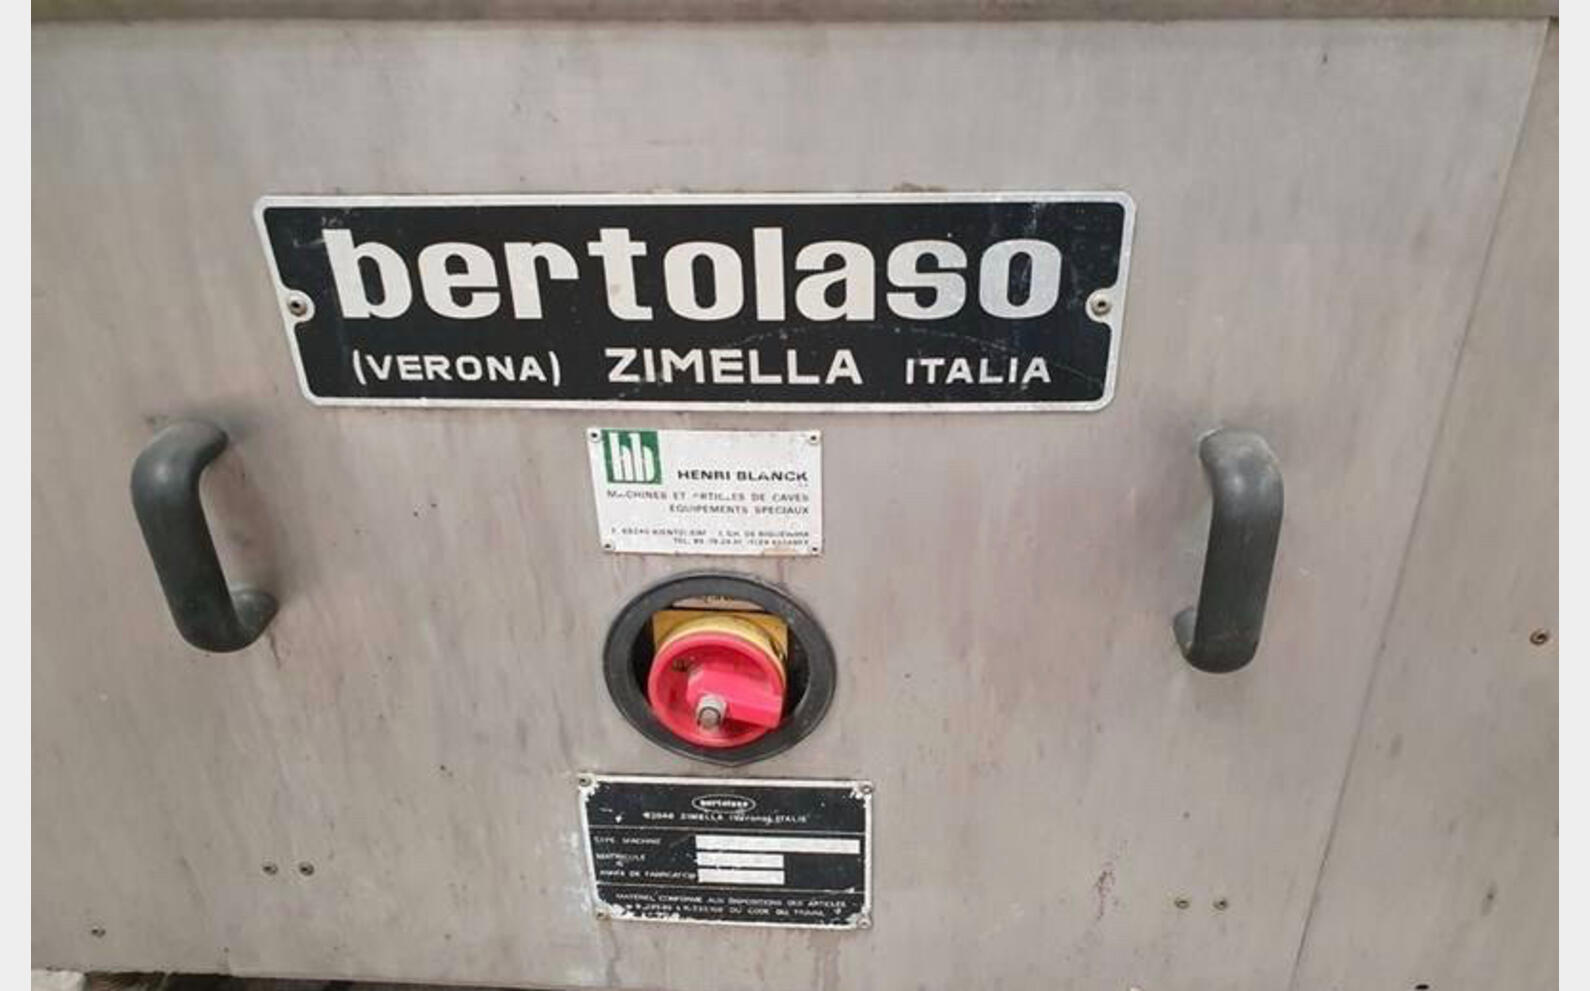 bertolaso
(VERONA) ZIMELLA ITALIA
hb
HENRI BLANCK
MACHINES ET ARTICLES DE CAVES
EQUIPEMENTS SPECIAUX
bertolaso
ZIMELLA (Verona) ITALIE
TYPE MACHINE
MATRICULE
ANNEE DE FABRICATION
MATERIEL CONFORME AUX DISPOSITIONS DES ARTICLES
DU CODE DU TRAVAIL